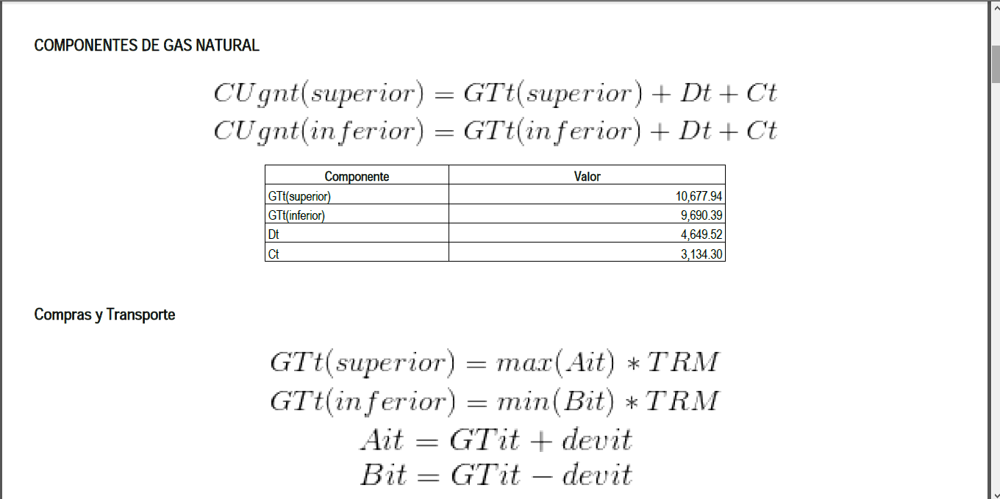 COMPONENTES DE GAS NATURAL
CUgnt(superior) = GTt(superior) + Dt + Ct
CUgnt(inferior) = GTt(inferior) + Dt + Ct
Componente Valor
GTt(superior) 10,677.94
GTt(inferior) 9,690.39
Dt 4,649.52
Ct 3,134.30
Compras y Transporte
GTt(superior) = max(Ait) * TRM
GTt(inferior) = min(Bit) * TRM
Ait = GTit + devit
Bit = GTit − devit